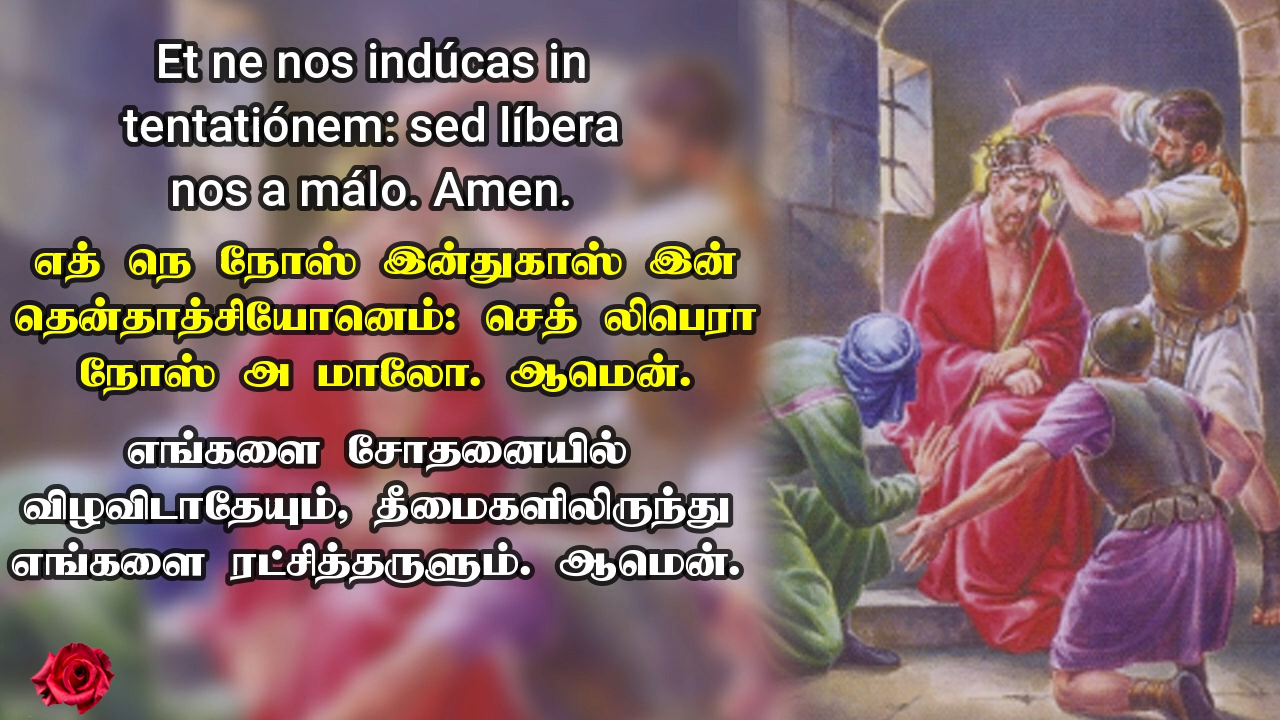 Et ne nos indúcas in
tentatiónem: sed líbera
nos a málo. Amen.
எத் நெ நோஸ் இன்துகாஸ் இன்
தென்தாத்சியோனெம்: செத் லிபெரா
நோஸ் அ மாலோ. ஆமென்.
எங்களை சோதனையில்
விழவிடாதேயும், தீமைகளிலிருந்து
எங்களை ரட்சித்தருளும். ஆமென்.